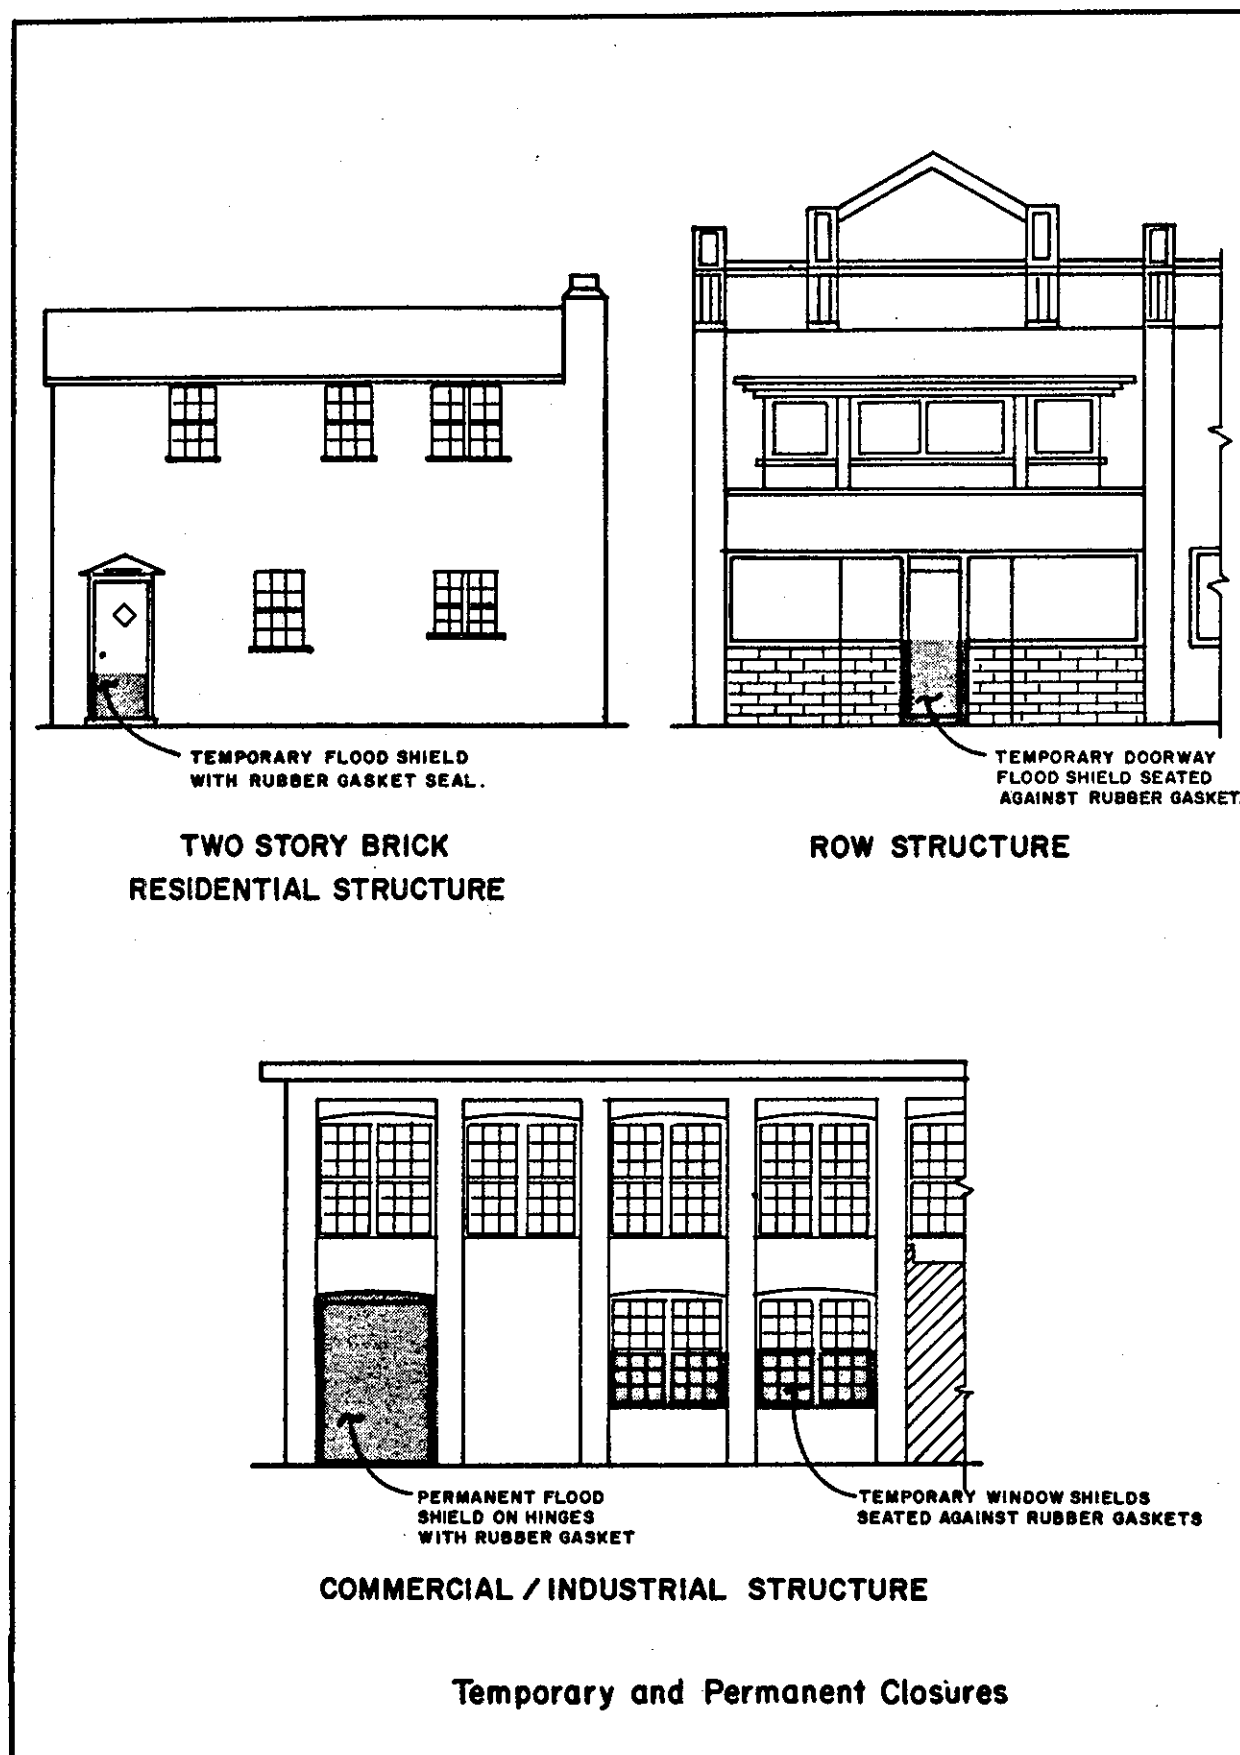 TEMPORARY FLOOD SHIELD
WITH RUBBER GASKET SEAL.
TWO STORY BRICK
RESIDENTIAL STRUCTURE
TEMPORARY DOORWAY
FLOOD SHIELD SEATED
AGAINST RUBBER GASKET.
ROW STRUCTURE
PERMANENT FLOOD
SHIELD ON HINGES
WITH RUBBER GASKET
TEMPORARY WINDOW SHIELDS
SEATED AGAINST RUBBER GASKETS
COMMERCIAL / INDUSTRIAL STRUCTURE
Temporary and Permanent Closures